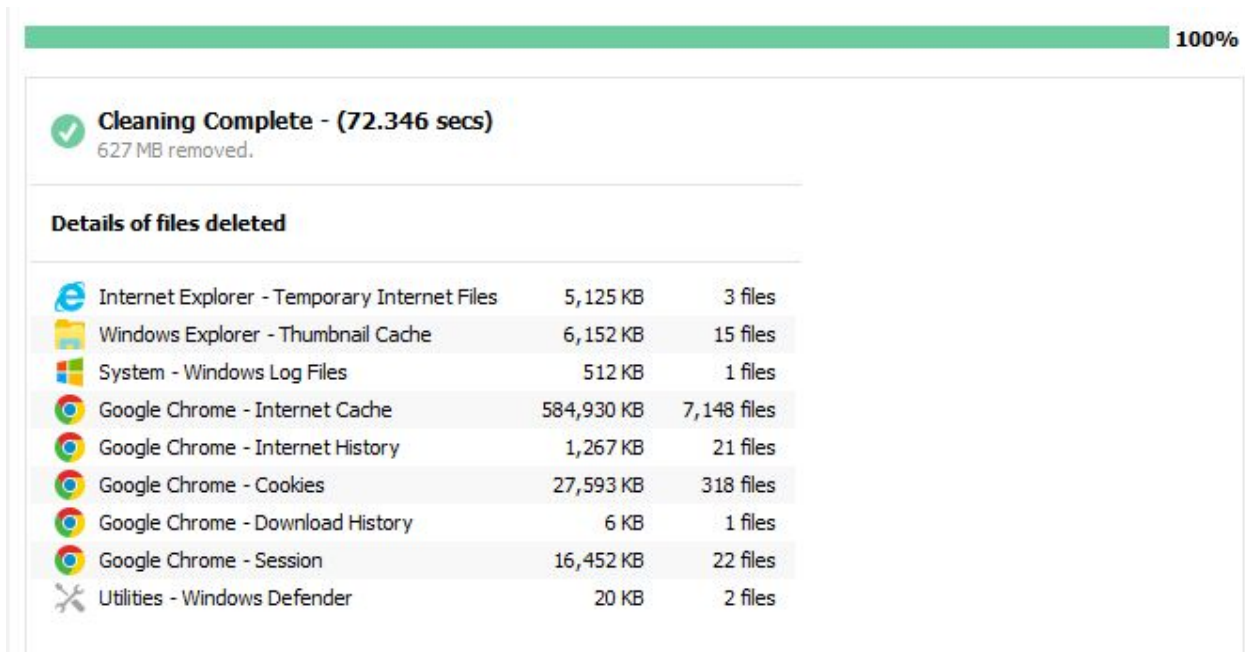 100%
Cleaning Complete - (72.346 secs)
627 MB removed.
Details of files deleted
Internet Explorer - Temporary Internet Files 5,125 KB 3 files
Windows Explorer - Thumbnail Cache 6,152 KB 15 files
System - Windows Log Files 512 KB 1 files
Google Chrome - Internet Cache 584,930 KB 7,148 files
Google Chrome - Internet History 1,267 KB 21 files
Google Chrome - Cookies 27,593 KB 318 files
Google Chrome - Download History 6 KB 1 files
Google Chrome - Session 16,452 KB 22 files
Utilities - Windows Defender 20 KB 2 files